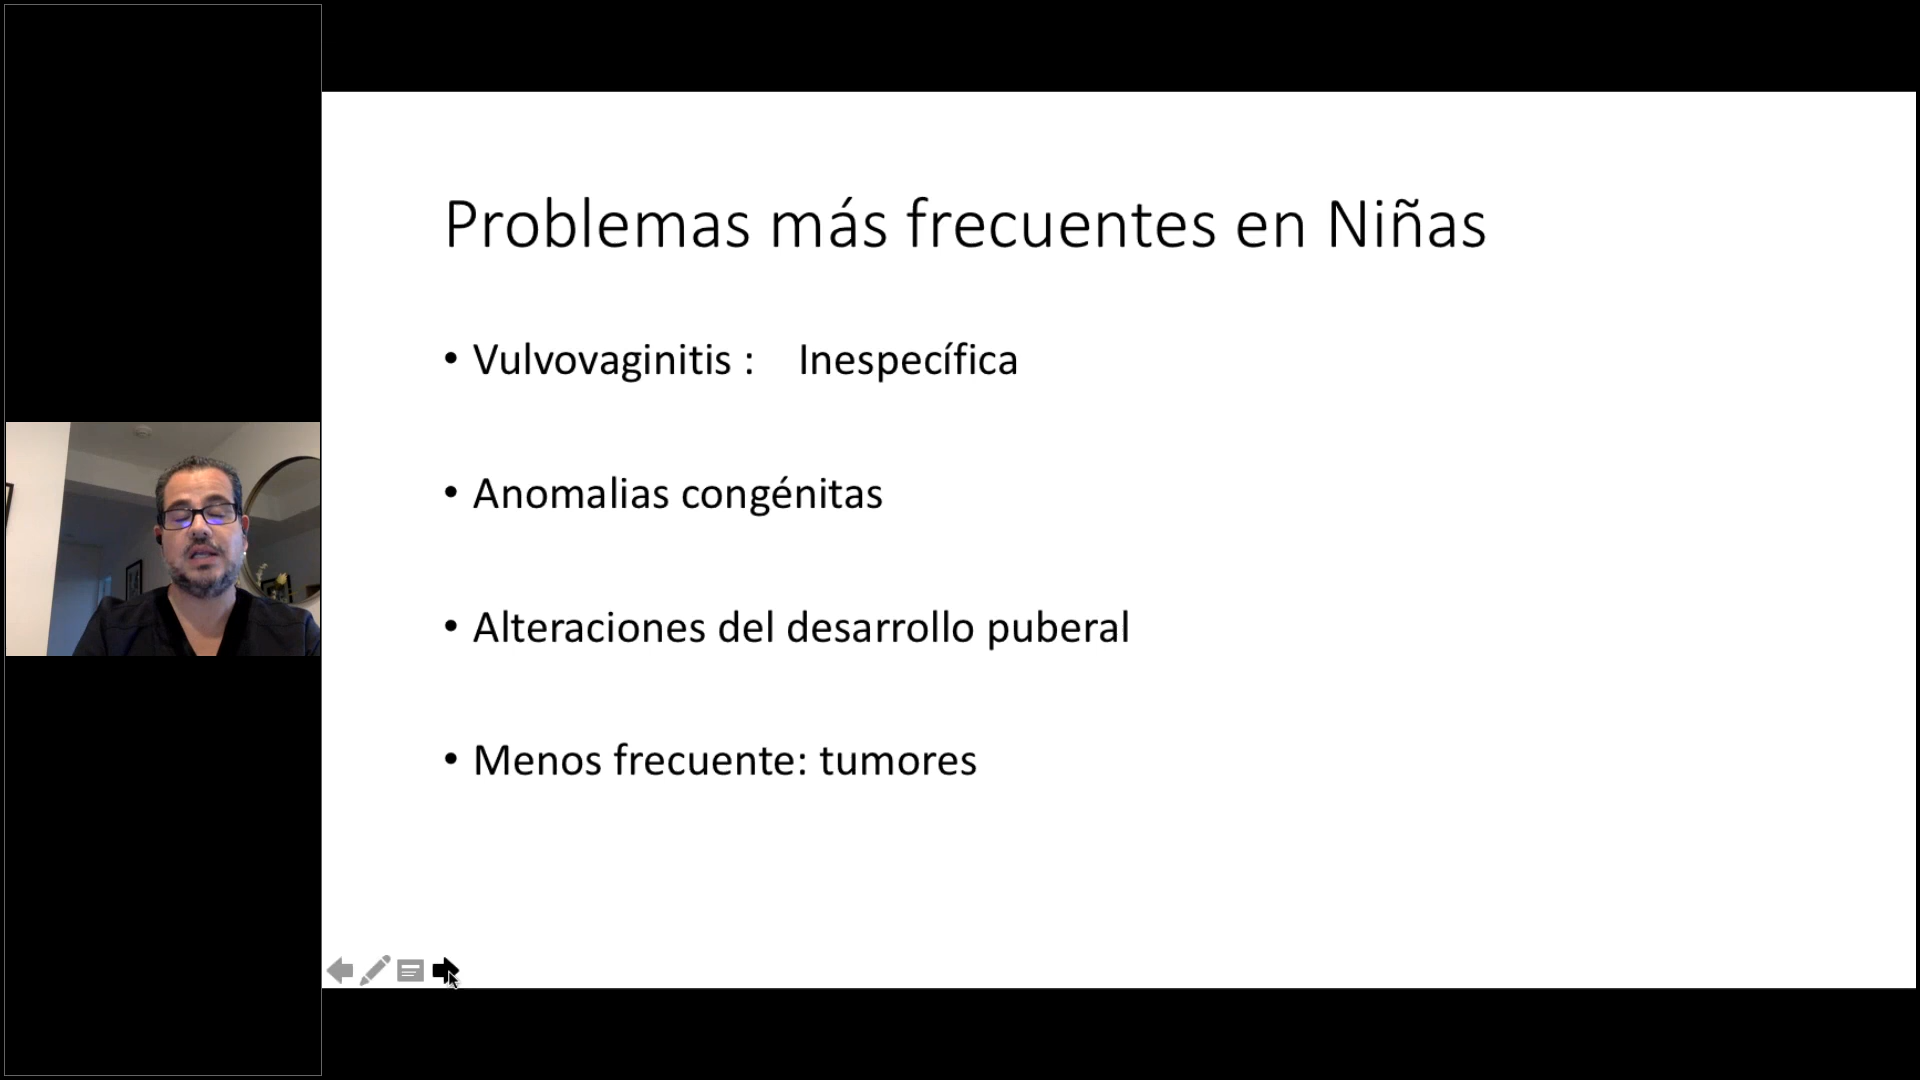 Problemas más frecuentes en Niñas
• Vulvovaginitis : Inespecífica
• Anomalias congénitas
• Alteraciones del desarrollo puberal
• Menos frecuente: tumores